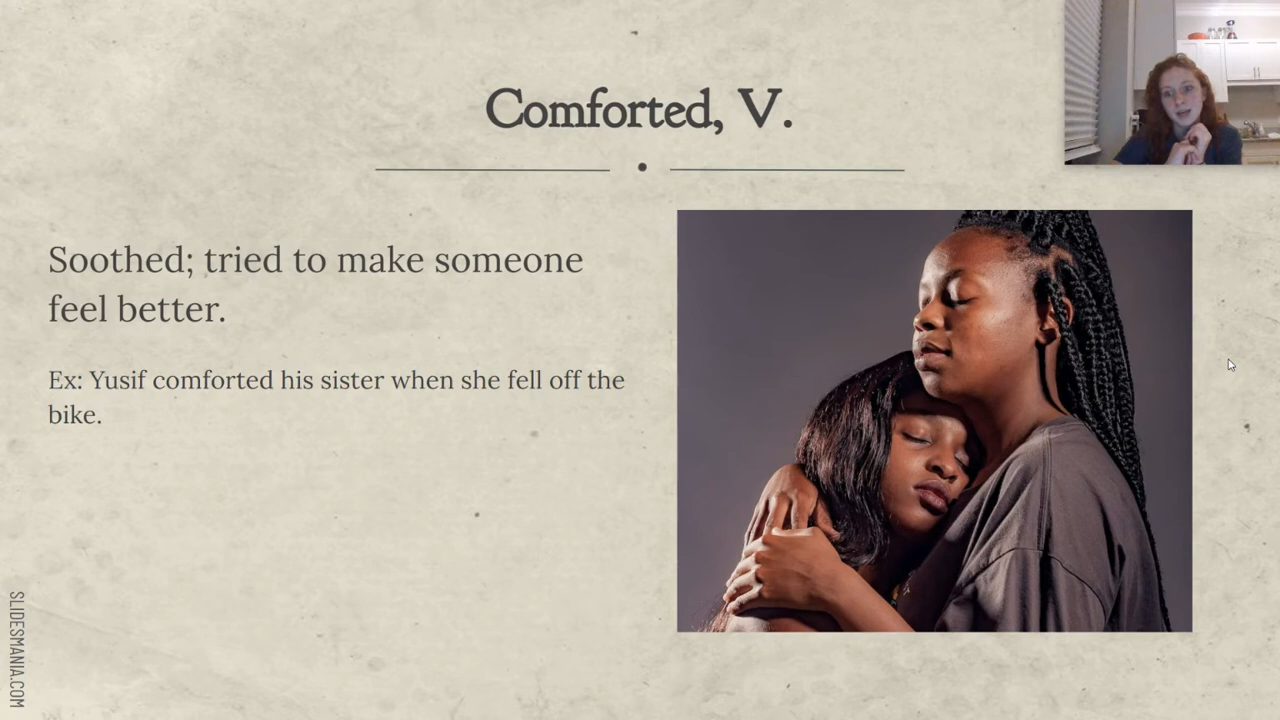 Comforted, V.
Soothed; tried to make someone
feel better.
Ex: Yusif comforted his sister when she fell off the
bike.
SLIDESMANIA.COM